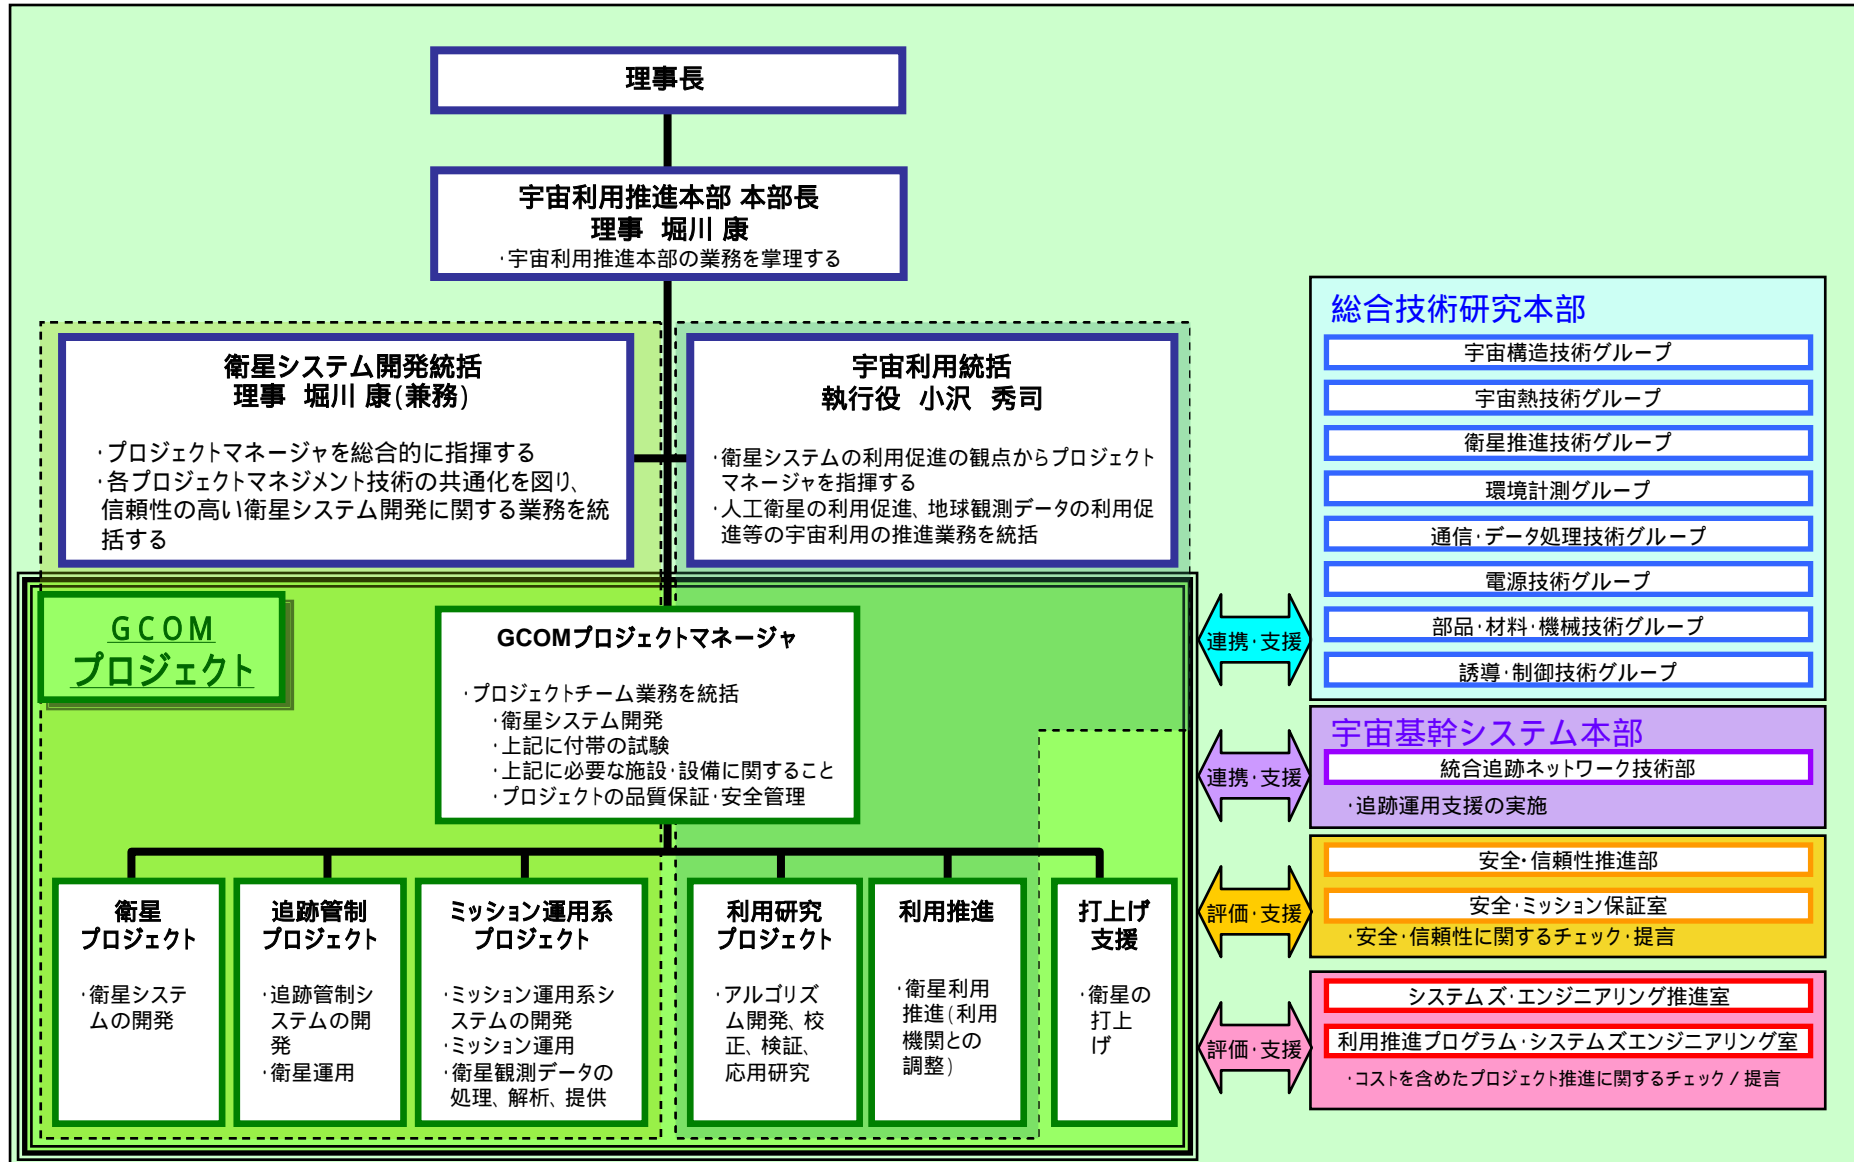 理事長
宇宙利用推進本部 本部長
理事 堀川 康
・宇宙利用推進本部の業務を掌理する
衛星システム開発統括
理事 堀川 康(兼務)
・プロジェクトマネージャを総合的に指揮する
・各プロジェクトマネジメント技術の共通化を図り、
信頼性の高い衛星システム開発に関する業務を統
括する
宇宙利用統括
執行役 小沢 秀司
・衛星システムの利用促進の観点からプロジェクト
マネージャを指揮する
・人工衛星の利用促進、地球観測データの利用促
進等の宇宙利用の推進業務を統括
GCOM
プロジェクト
GCOMプロジェクトマネージャ
・プロジェクトチーム業務を統括
・衛星システム開発
・上記に付帯の試験
・上記に必要な施設・設備に関すること
・プロジェクトの品質保証・安全管理
衛星
プロジェクト
・衛星システ
ムの開発
追跡管制
プロジェクト
・追跡管制シ
ステムの開
発
・衛星運用
ミッション運用系
プロジェクト
・ミッション運用系シ
ステムの開発
・ミッション運用
・衛星観測データの
処理、解析、提供
利用研究
プロジェクト
・アルゴリズ
ム開発、校
正、検証、
応用研究
利用推進
・衛星利用
推進(利用
機関との
調整)
打上げ
支援
・衛星の
打上
げ
連携・支援
総合技術研究本部
宇宙構造技術グループ
宇宙熱技術グループ
衛星推進技術グループ
環境計測グループ
通信・データ処理技術グループ
電源技術グループ
部品・材料・機械技術グループ
誘導・制御技術グループ
連携・支援
宇宙基幹システム本部
統合追跡ネットワーク技術部
・追跡運用支援の実施
評価・支援
安全・信頼性推進部
安全・ミッション保証室
・安全・信頼性に関するチェック・提言
評価・支援
システムズ・エンジニアリング推進室
利用推進プログラム・システムズエンジニアリング室
・コストを含めたプロジェクト推進に関するチェック / 提言